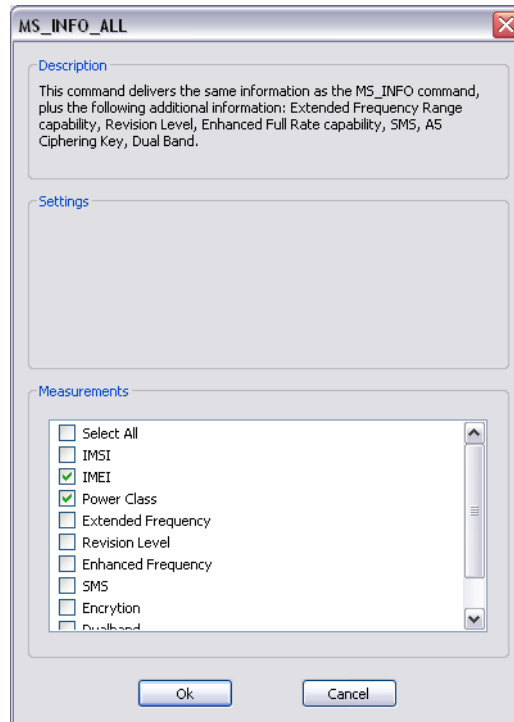 MS_INFO_ALL
Description
This command delivers the same information as the MS_INFO command,
plus the following additional information: Extended Frequency Range
capability, Revision Level, Enhanced Full Rate capability, SMS, A5
Ciphering Key, Dual Band.
Settings
Measurements
Select All
IMSI
IMEI
Power Class
Extended Frequency
Revision Level
Enhanced Frequency
SMS
Encrytion
Dualband
Ok
Cancel